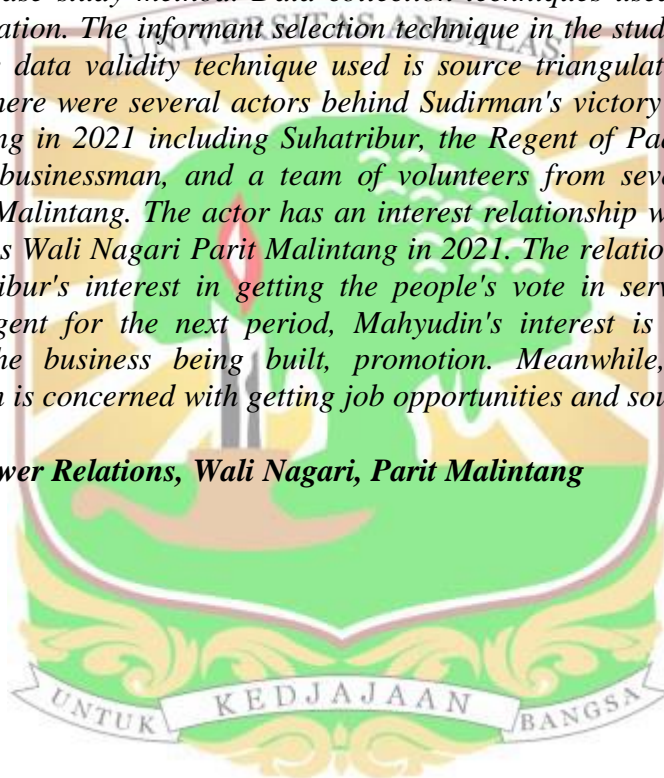 ase study method. Data collection techniques used
ation. The informant selection technique in the stud
data validity technique used is source triangulat
UNIVERSITAS ANDALAS
here were several actors behind Sudirman's victory
ng in 2021 including Suhatribur, the Regent of Pa
businessman, and a team of volunteers from seve
Malintang. The actor has an interest relationship w
s Wali Nagari Parit Malintang in 2021. The relatio
ibur's interest in getting the people's vote in serv
gent for the next period, Mahyudin's interest is
he business being built, promotion. Meanwhile,
n is concerned with getting job opportunities and sou
wer Relations, Wali Nagari, Parit Malintang
UNTUK KEDJAJAAN BANGSA